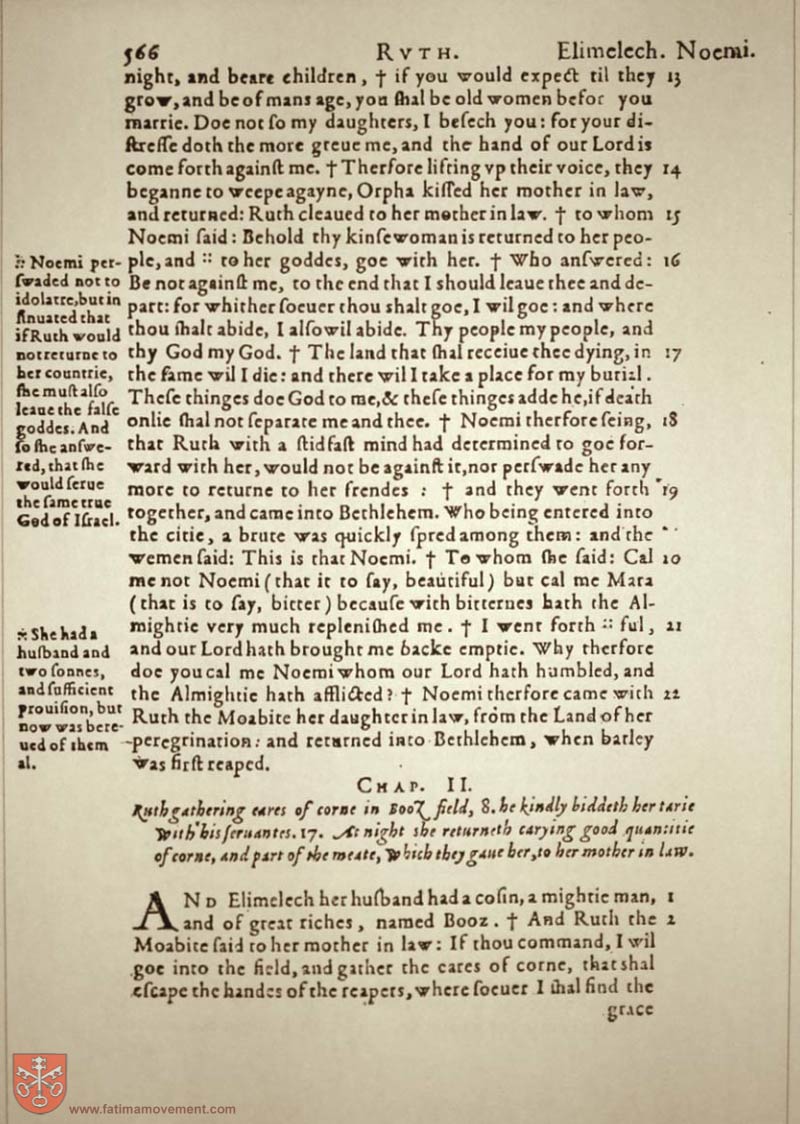 566 RVTH. Elimelech. Noemi.
night, and beare children, † if you would expect til they 13
grow, and be of mans age, you ſhal be old women befor you
marrie. Doe not ſo my daughters, I beſech you: for your di-
ſtreſſe doth the more greue me, and the hand of our Lord is
come forth againſt me. † Therfore lifting vp their voice, they 14
beganne to weepe agayne, Orpha kiſſed her mother in law,
and returned: Ruth cleaued to her mother in law. † to whom 15
Noemi ſaid: Behold thy kinſewoman is returned to her peo-
ple, and :: to her goddes, goe with her. † Who anſwered: 16
Be not againſt me, to the end that I should leaue thee and de-
part: for whither ſoeuer thou shalt goe, I wil goe: and where
thou ſhalt abide, I alſo wil abide. Thy people my people, and
thy God my God. † The land that ſhal receiue thee dying, in 17
the ſame wil I die: and there wil I take a place for my burial.
Theſe thinges doe God to me, & theſe thinges adde he, if death
onlie ſhal not ſeparate me and thee. † Noemi therfore ſeing, 18
that Ruth with a ſtidfaſt mind had determined to goe for-
ward with her, would not be againſt it, nor perſwade her any
more to returne to her frendes : † and they went forth 19
together, and came into Bethlehem. Who being entered into
the citie, a brute was quickly ſpred among them: and the
wemen ſaid: This is that Noemi. † To whom ſhe ſaid: Cal 20
me not Noemi (that it to ſay, beautiful) but cal me Mara
(that is to ſay, bitter) becauſe with bitternes hath the Al-
mightie very much repleniſhed me. † I went forth :: ful, 21
and our Lord hath brought me backe emptie. Why therfore
doe you cal me Noemi whom our Lord hath humbled, and
the Almightie hath afflicted? † Noemi therfore came with 22
Ruth the Moabite her daughter in law, from the Land of her
peregrination: and returned into Bethlehem, when barley
was firſt reaped.
:: Noemi per-
ſwaded not to
idolatrie, but in
ſinuated that
if Ruth would
not returne to
her countrie,
ſhe muſt alſo
leaue the falſe
goddes. And
ſo ſhe anſwe-
red, that ſhe
would ſerue
the ſame true
God of Iſrael.
:: She had a
huſband and
two ſonnes,
and ſufficient
prouiſion, but
now was bere-
ued of them
al.
CHAP. II.
Ruth gathering eares of corne in Booz field, 8. he kindly biddeth her tarie
with his ſeruantes. 17. At night she returneth carying good quantitie
of corne, and part of the meate, which they gaue her, to her mother in law.
AND Elimelech her huſband had a coſin, a mightie man, 1
and of great riches, named Booz. † And Ruth the 2
Moabite ſaid to her mother in law: If thou command, I wil
goe into the field, and gather the eares of corne, that shal
eſcape the handes of the reapers, where ſoeuer I ſhal find the
grace
www.fatimamovement.com